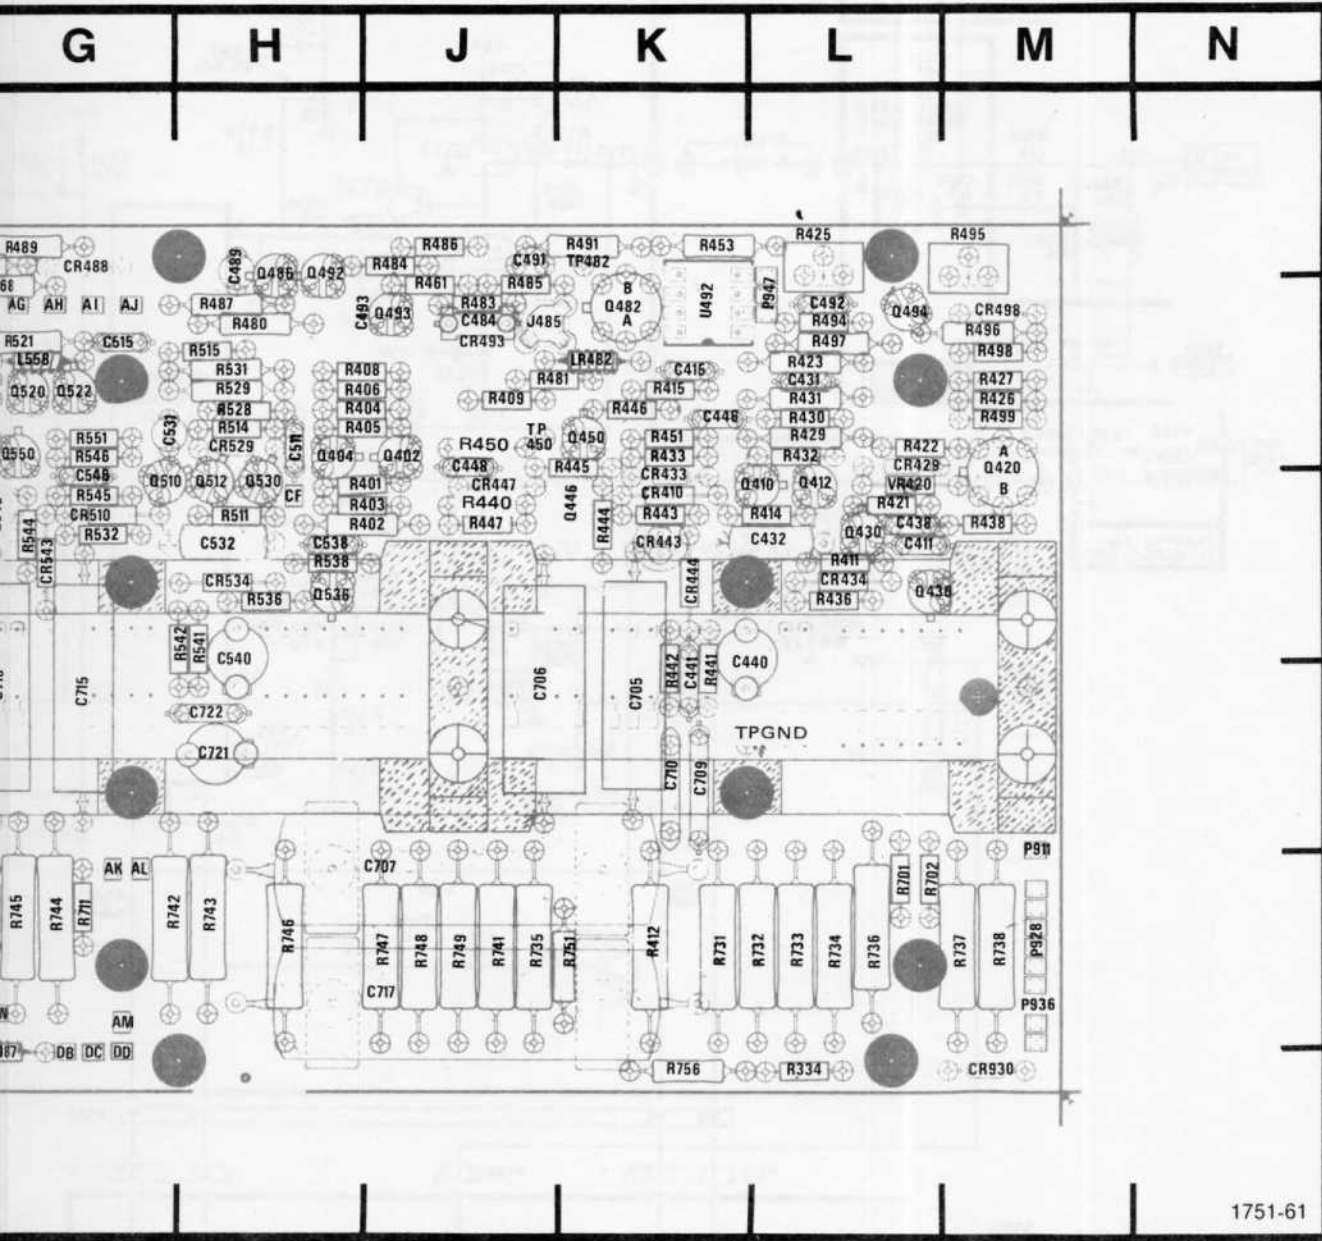 G H J K L M N
R489 C489 R486 R491 R453 R425 R495
CR488 Q486 Q492 R484 C491 TP482
68 R461 R485 B U492 P947
AG AH AI AJ R487 C493 Q493 R483 Q482 C492 Q494 CR498
R480 C484 J485 A R494 R496
R521 C515 CR493 R497
L558 R515 LR482 R423 R498
R531 R408 R481 C415 C431 R427
Q520 Q522 R529 R406 R409 R415 R431 R426
R528 R404 R446 C446 R430 R499
C531 R514 R405 TP
R551 CR529 C511 R450 450 Q450 R451 R429 R422 A
Q550 R546 Q404 Q402 R433 R432 Q420
C546 Q510 Q512 Q530 C448 R445 CR433 Q410 Q412 CR429 B
R545 CF R401 CR447 Q446 CR410 VR420
CR510 R511 R403 R440 R444 R443 R414 R421
R544 R532 R402 R447 C438 R438
CR543 C532 C538 CR443 C432 Q430 C411
R538 R411
CR534 Q536 CR444 CR434 Q436
R536 R436
R542 R541 C540 R442 C441 R441 C440
C715 C706 C705
C722
C721 TPGND
C710 C709
P911
AK AL C707 R701 R702
R745 R744 R711 R742 R743 R746 R747 R748 R749 R741 R735 R751 R412 R731 R732 R733 R734 R736 R737 R738 P928
C717 P936
AM
DB DC DD R756 R334 CR930
1751-61